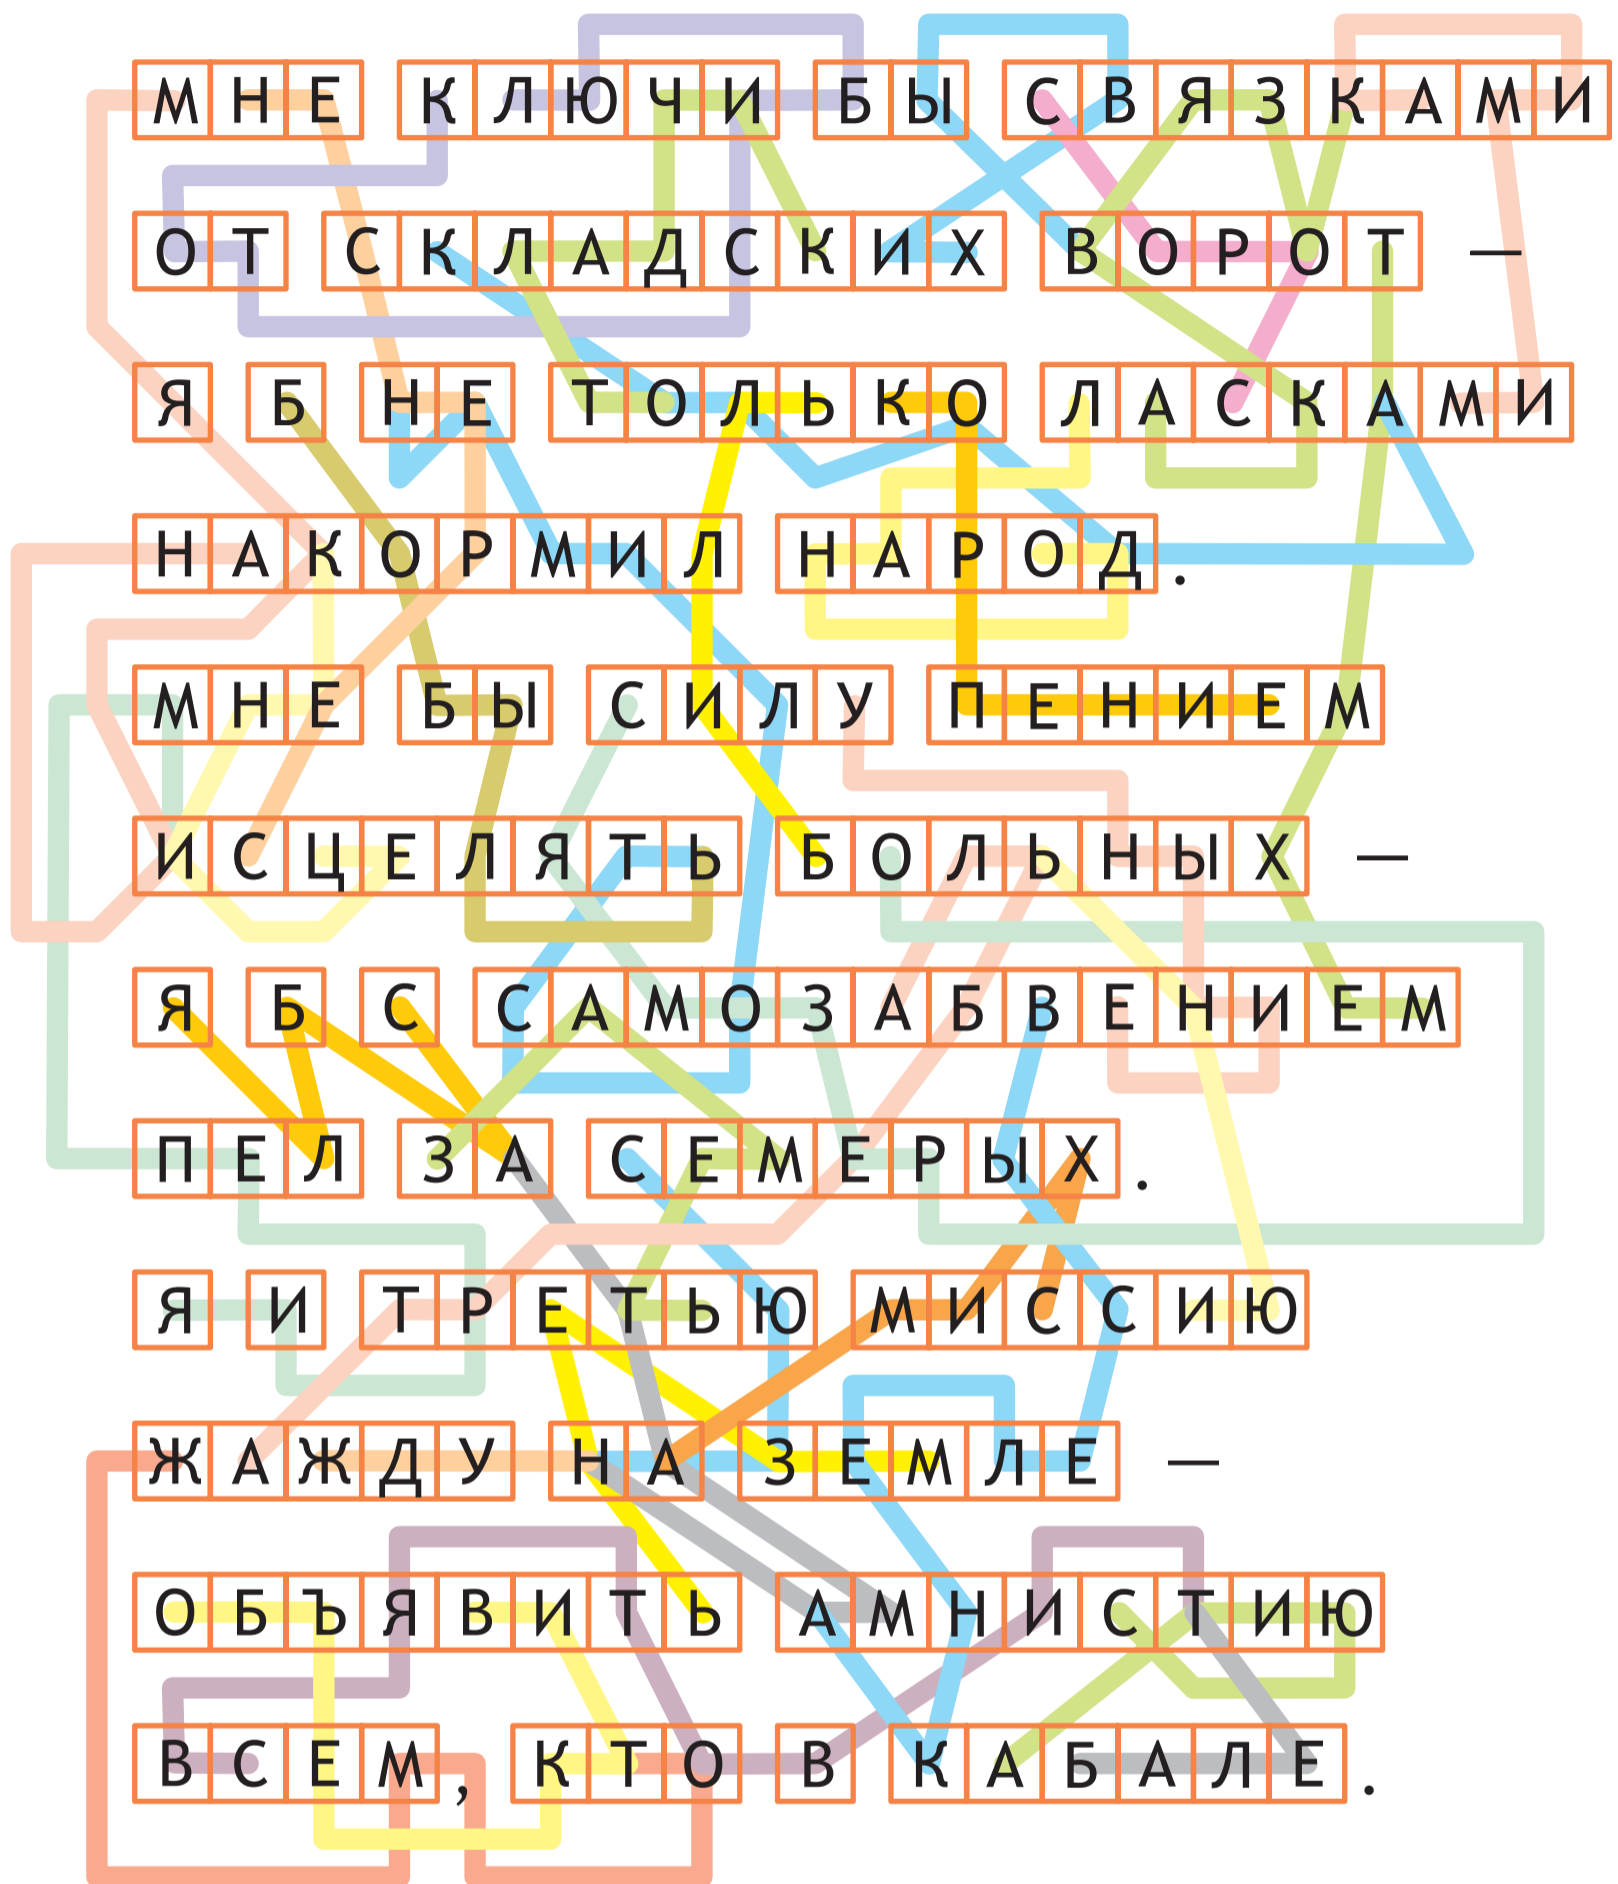 МНЕ КЛЮЧИ БЫ СВЯЗКАМИ
ОТ СКЛАДСКИХ ВОРОТ —
Я Б НЕ ТОЛЬКО ЛАСКАМИ
НАКОРМИЛ НАРОД.
МНЕ БЫ СИЛУ ПЕНИЕМ
ИСЦЕЛЯТЬ БОЛЬНЫХ —
Я Б С САМОЗАБВЕНИЕМ
ПЕЛ ЗА СЕМЕРЫХ.
Я И ТРЕТЬЮ МИССИЮ
ЖАЖДУ НА ЗЕМЛЕ —
ОБЪЯВИТЬ АМНИСТИЮ
ВСЕМ, КТО В КАБАЛЕ.